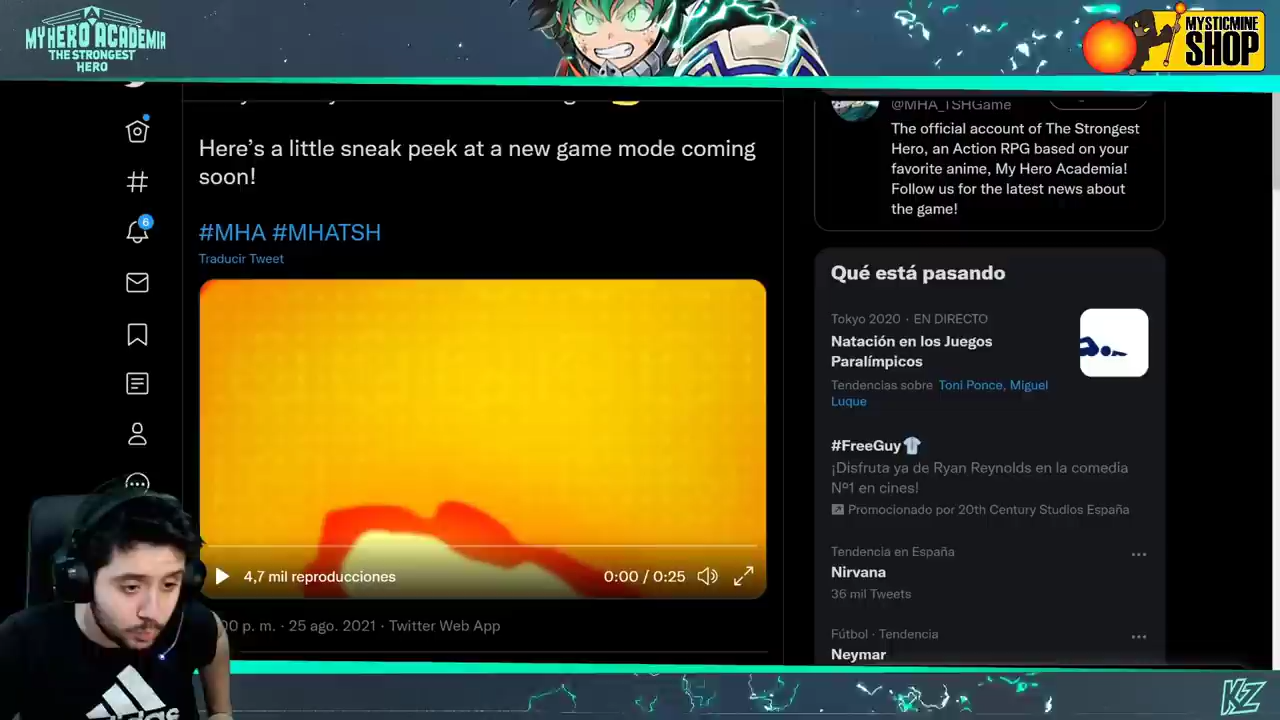 MY HERO ACADEMIA
THE STRONGEST
HERO
MYSTICMINE
SHOP
Here's a little sneak peek at a new game mode coming
soon!
#MHA #MHATSH
Traducir Tweet
4,7 mil reproducciones
0:00 / 0:25
00 p. m. · 25 ago. 2021 · Twitter Web App
6
@MHA_TSHGame
The official account of The Strongest
Hero, an Action RPG based on your
favorite anime, My Hero Academia!
Follow us for the latest news about
the game!
Qué está pasando
Tokyo 2020 · EN DIRECTO
Natación en los Juegos
Paralímpicos
Tendencias sobre Toni Ponce, Miguel
Luque
#FreeGuy
¡Disfruta ya de Ryan Reynolds en la comedia
Nº1 en cines!
Promocionado por 20th Century Studios España
Tendencia en España
Nirvana
36 mil Tweets
Fútbol · Tendencia
Neymar
adidas
KZ